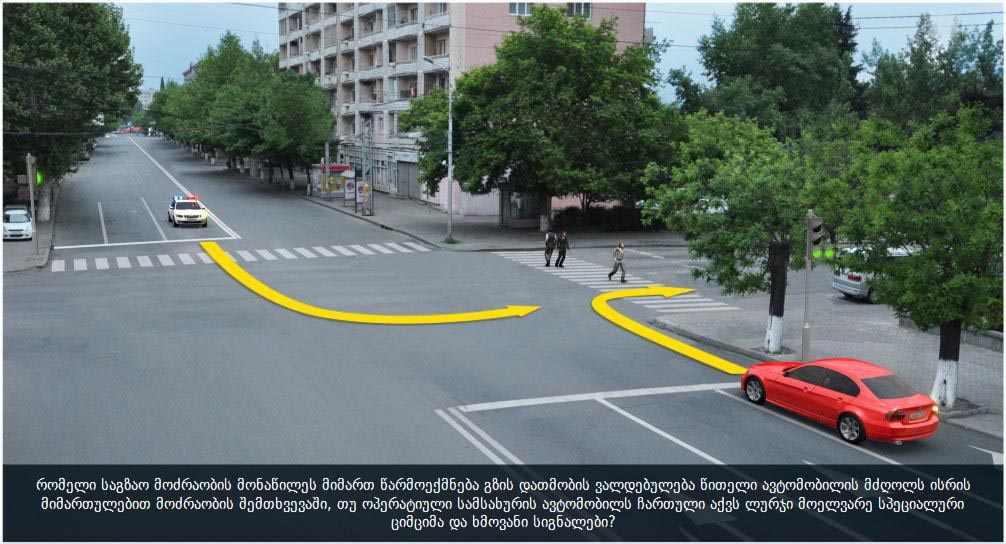 რომელი საგზაო მოძრაობის მონაწილეს მიმართ წარმოექმნება გზის დათმობის ვალდებულება წითელი ავტომობილის მძღოლს ისრის
მიმართულებით მოძრაობის შემთხვევაში, თუ ოპერატიული სამსახურის ავტომობილს ჩართული აქვს ლურჯი მოელვარე სპეციალური
ციმციმა და ხმოვანი სიგნალები?